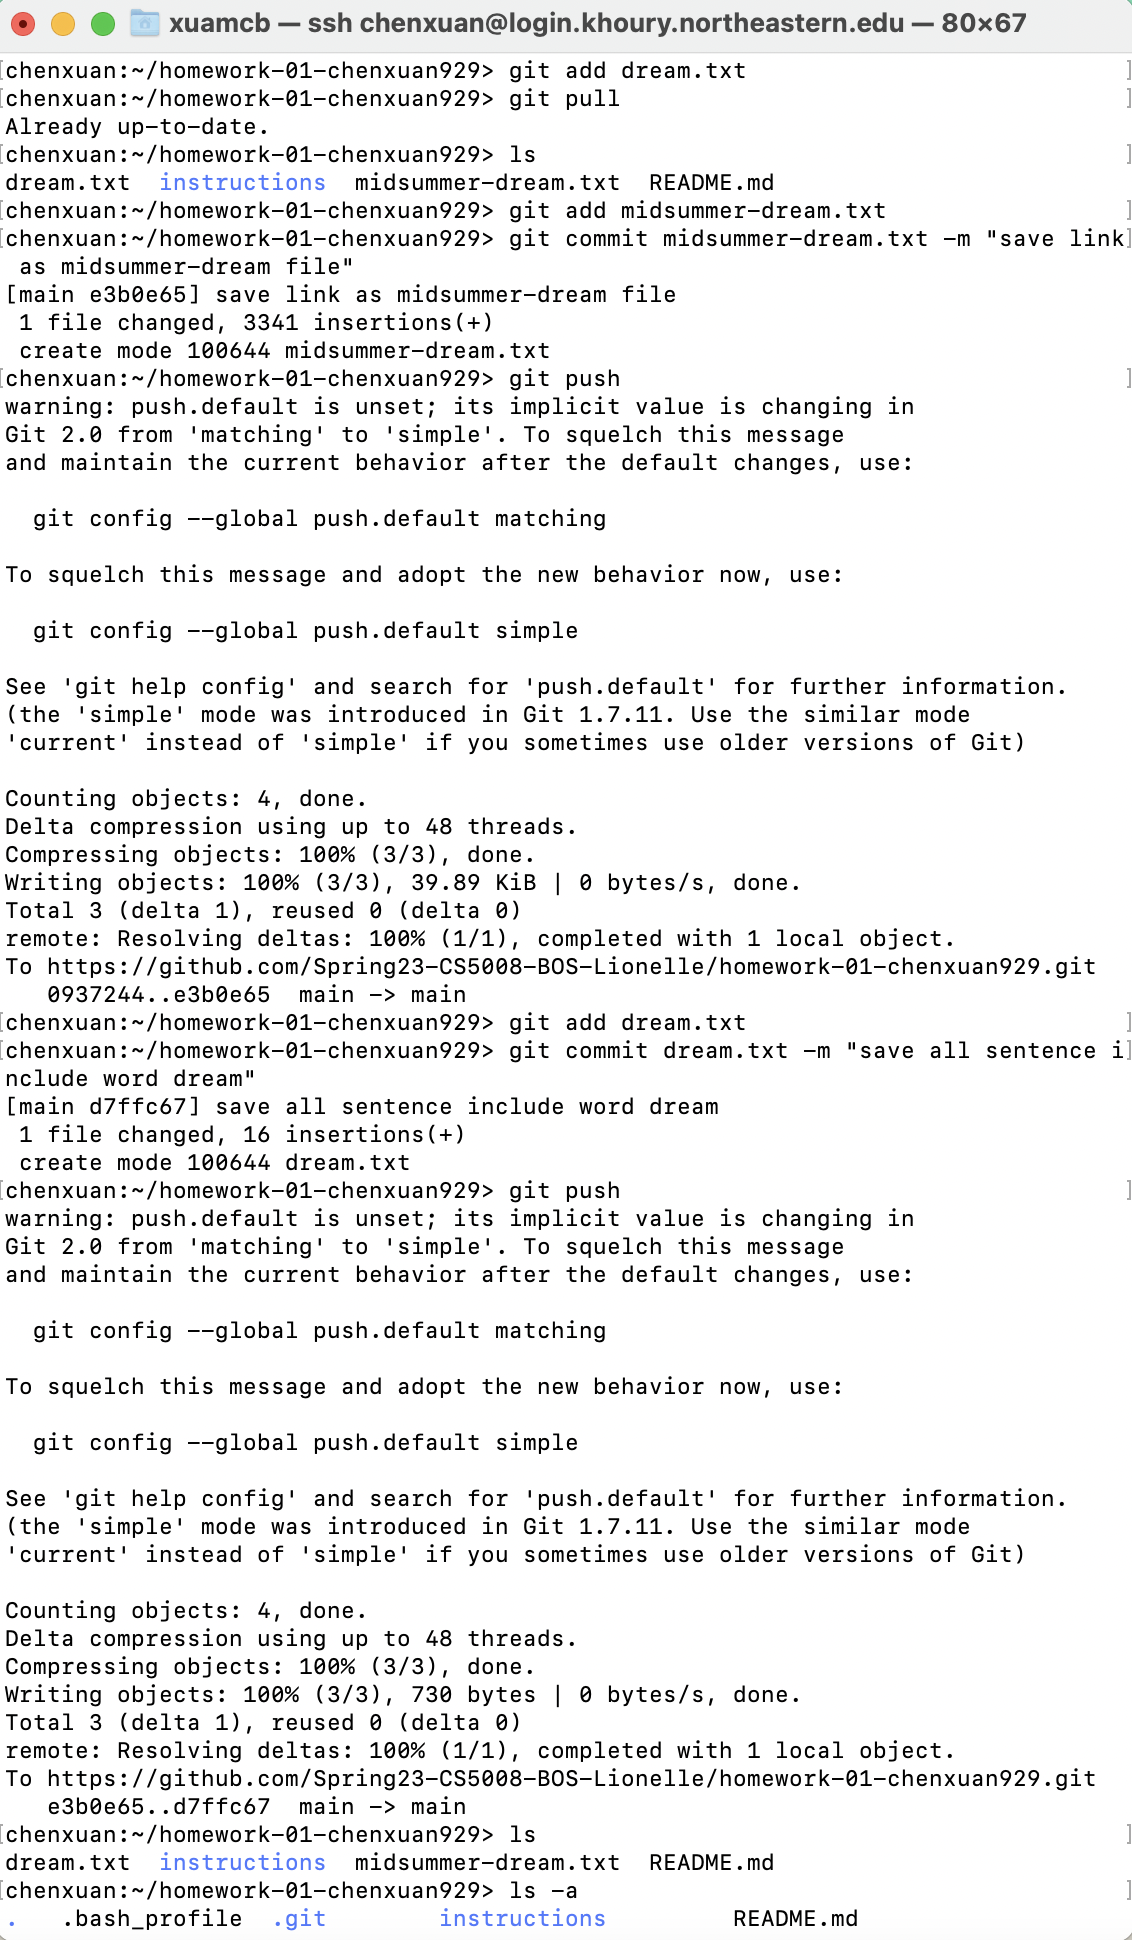 xuamcb — ssh chenxuan@login.khoury.northeastern.edu — 80×67
[chenxuan:~/homework-01-chenxuan929> git add dream.txt ]
[chenxuan:~/homework-01-chenxuan929> git pull ]
Already up-to-date.
[chenxuan:~/homework-01-chenxuan929> ls ]
dream.txt  instructions  midsummer-dream.txt  README.md
[chenxuan:~/homework-01-chenxuan929> git add midsummer-dream.txt ]
[chenxuan:~/homework-01-chenxuan929> git commit midsummer-dream.txt -m "save link]
 as midsummer-dream file"
[main e3b0e65] save link as midsummer-dream file
 1 file changed, 3341 insertions(+)
 create mode 100644 midsummer-dream.txt
[chenxuan:~/homework-01-chenxuan929> git push ]
warning: push.default is unset; its implicit value is changing in
Git 2.0 from 'matching' to 'simple'. To squelch this message
and maintain the current behavior after the default changes, use:
  git config --global push.default matching
To squelch this message and adopt the new behavior now, use:
  git config --global push.default simple
See 'git help config' and search for 'push.default' for further information.
(the 'simple' mode was introduced in Git 1.7.11. Use the similar mode
'current' instead of 'simple' if you sometimes use older versions of Git)
Counting objects: 4, done.
Delta compression using up to 48 threads.
Compressing objects: 100% (3/3), done.
Writing objects: 100% (3/3), 39.89 KiB | 0 bytes/s, done.
Total 3 (delta 1), reused 0 (delta 0)
remote: Resolving deltas: 100% (1/1), completed with 1 local object.
To https://github.com/Spring23-CS5008-BOS-Lionelle/homework-01-chenxuan929.git
   0937244..e3b0e65  main -> main
[chenxuan:~/homework-01-chenxuan929> git add dream.txt ]
[chenxuan:~/homework-01-chenxuan929> git commit dream.txt -m "save all sentence i]
nclude word dream"
[main d7ffc67] save all sentence include word dream
 1 file changed, 16 insertions(+)
 create mode 100644 dream.txt
[chenxuan:~/homework-01-chenxuan929> git push ]
warning: push.default is unset; its implicit value is changing in
Git 2.0 from 'matching' to 'simple'. To squelch this message
and maintain the current behavior after the default changes, use:
  git config --global push.default matching
To squelch this message and adopt the new behavior now, use:
  git config --global push.default simple
See 'git help config' and search for 'push.default' for further information.
(the 'simple' mode was introduced in Git 1.7.11. Use the similar mode
'current' instead of 'simple' if you sometimes use older versions of Git)
Counting objects: 4, done.
Delta compression using up to 48 threads.
Compressing objects: 100% (3/3), done.
Writing objects: 100% (3/3), 730 bytes | 0 bytes/s, done.
Total 3 (delta 1), reused 0 (delta 0)
remote: Resolving deltas: 100% (1/1), completed with 1 local object.
To https://github.com/Spring23-CS5008-BOS-Lionelle/homework-01-chenxuan929.git
   e3b0e65..d7ffc67  main -> main
[chenxuan:~/homework-01-chenxuan929> ls ]
dream.txt  instructions  midsummer-dream.txt  README.md
[chenxuan:~/homework-01-chenxuan929> ls -a ]
.   .bash_profile  .git        instructions         README.md